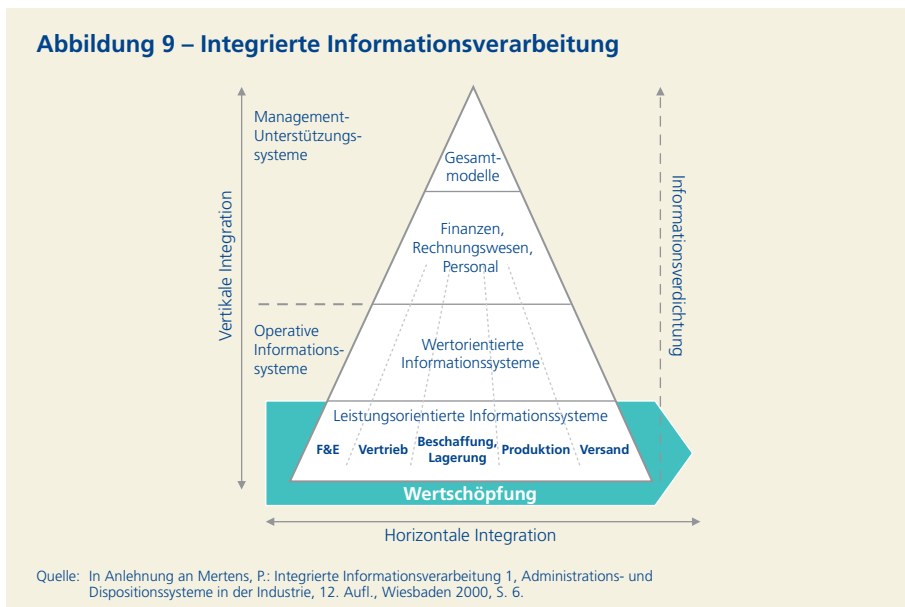 Abbildung 9 – Integrierte Informationsverarbeitung
Management-
Unterstützungs-
systeme
Gesamt-
modelle
Finanzen,
Rechnungswesen,
Personal
Vertikale Integration
Informationsverdichtung
Operative
Informations-
systeme
Wertorientierte
Informationssysteme
Leistungsorientierte Informationssysteme
F&E
Vertrieb
Beschaffung,
Lagerung
Produktion
Versand
Wertschöpfung
Horizontale Integration
Quelle: In Anlehnung an Mertens, P.: Integrierte Informationsverarbeitung 1, Administrations- und
Dispositionssysteme in der Industrie, 12. Aufl., Wiesbaden 2000, S. 6.